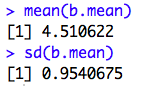 > mean(b.mean)
[1] 4.510622
> sd(b.mean)
[1] 0.9540675